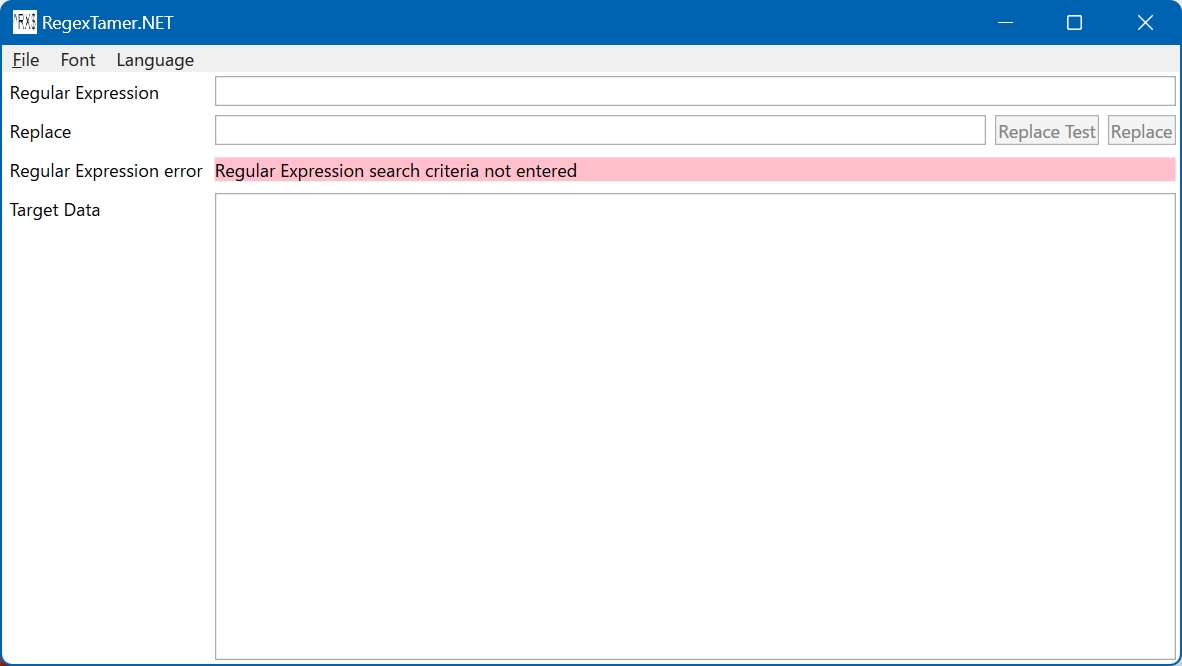 ^RX$ RegexTamer.NET
File Font Language
Regular Expression
Replace Replace Test Replace
Regular Expression error Regular Expression search criteria not entered
Target Data